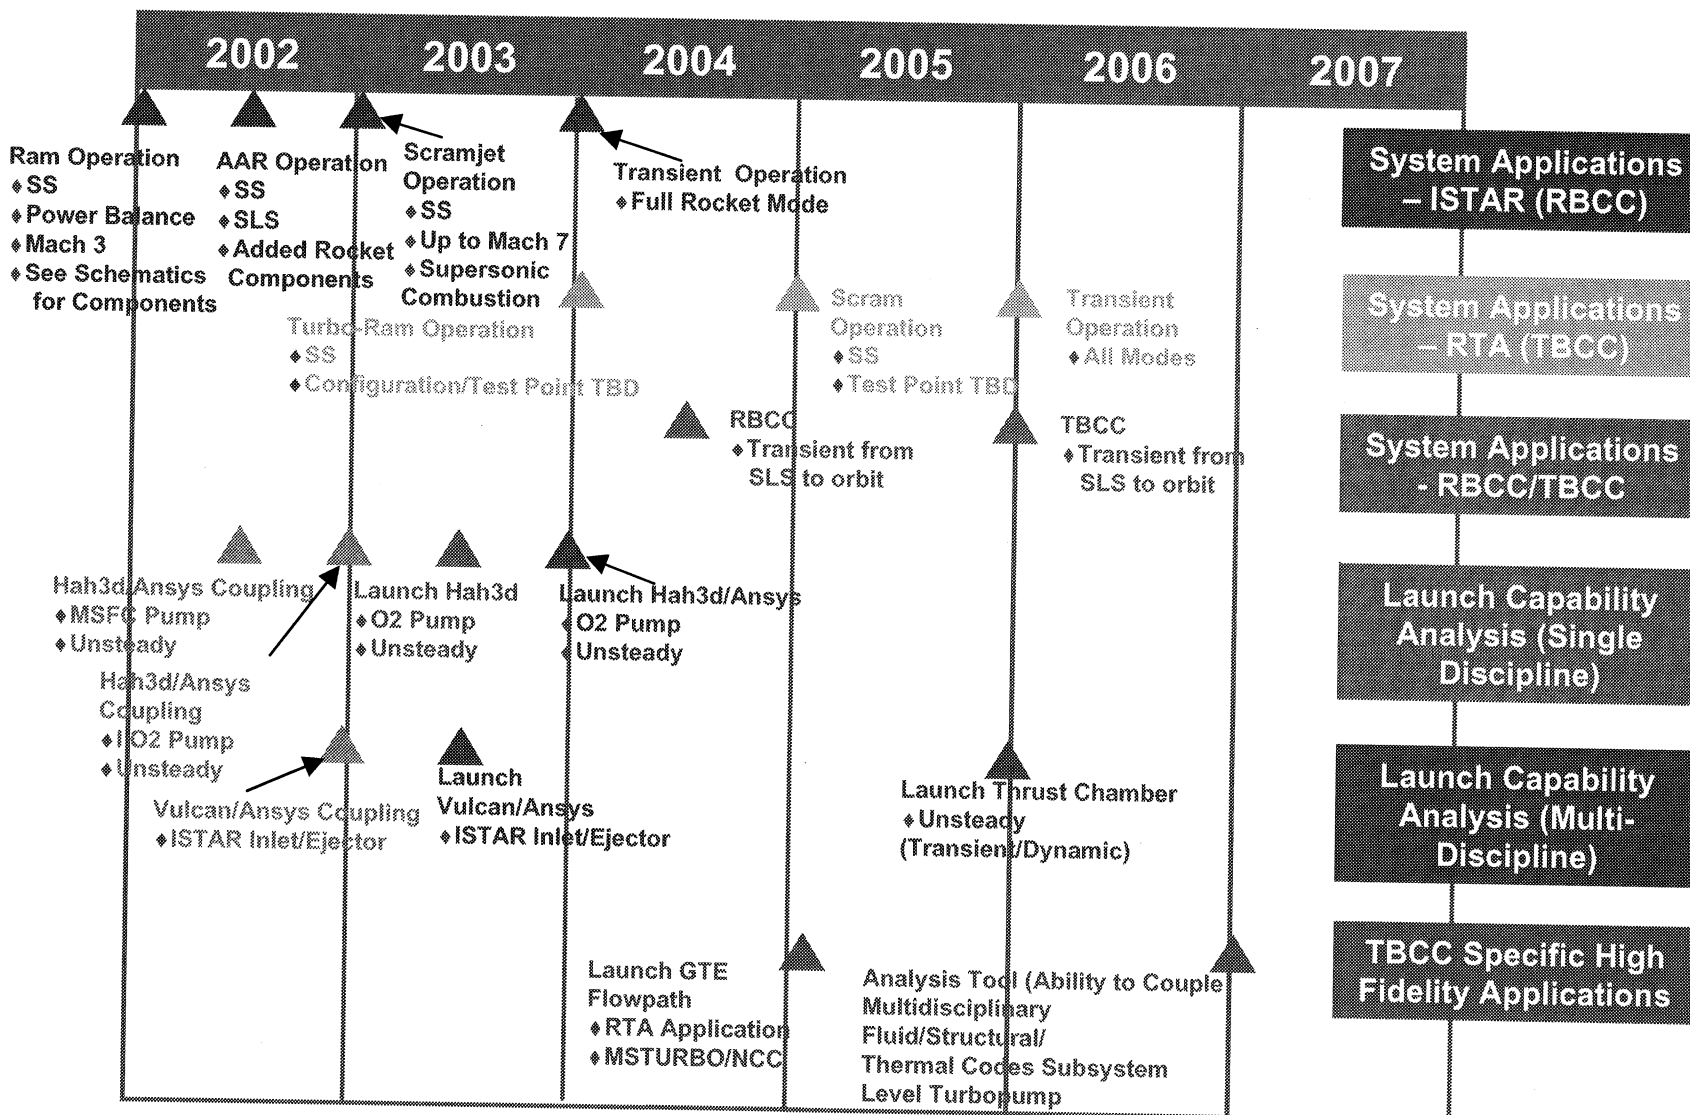 2002 2003 2004 2005 2006 2007
Ram Operation
♦SS
♦Power Balance
♦Mach 3
♦See Schematics
for Components
AAR Operation
♦SS
♦SLS
♦Added Rocket
Components
Scramjet
Operation
♦SS
♦Up to Mach 7
♦Supersonic
Combustion
Transient Operation
♦Full Rocket Mode
System Applications
– ISTAR (RBCC)
Turbo-Ram Operation
♦SS
♦Configuration/Test Point TBD
Scram
Operation
♦SS
♦Test Point TBD
Transient
Operation
♦All Modes
System Applications
– RTA (TBCC)
RBCC
♦Transient from
SLS to orbit
TBCC
♦Transient from
SLS to orbit
System Applications
- RBCC/TBCC
Hah3d/Ansys Coupling
♦MSFC Pump
♦Unsteady
Hah3d/Ansys
Coupling
♦I O2 Pump
♦Unsteady
Launch Hah3d
♦O2 Pump
♦Unsteady
Launch Hah3d/Ansys
♦O2 Pump
♦Unsteady
Launch Capability
Analysis (Single
Discipline)
Vulcan/Ansys Coupling
♦ISTAR Inlet/Ejector
Launch
Vulcan/Ansys
♦ISTAR Inlet/Ejector
Launch Thrust Chamber
♦Unsteady
(Transient/Dynamic)
Launch Capability
Analysis (Multi-
Discipline)
Launch GTE
Flowpath
♦RTA Application
♦MSTURBO/NCC
Analysis Tool (Ability to Couple
Multidisciplinary
Fluid/Structural/
Thermal Codes Subsystem
Level Turbopump
TBCC Specific High
Fidelity Applications